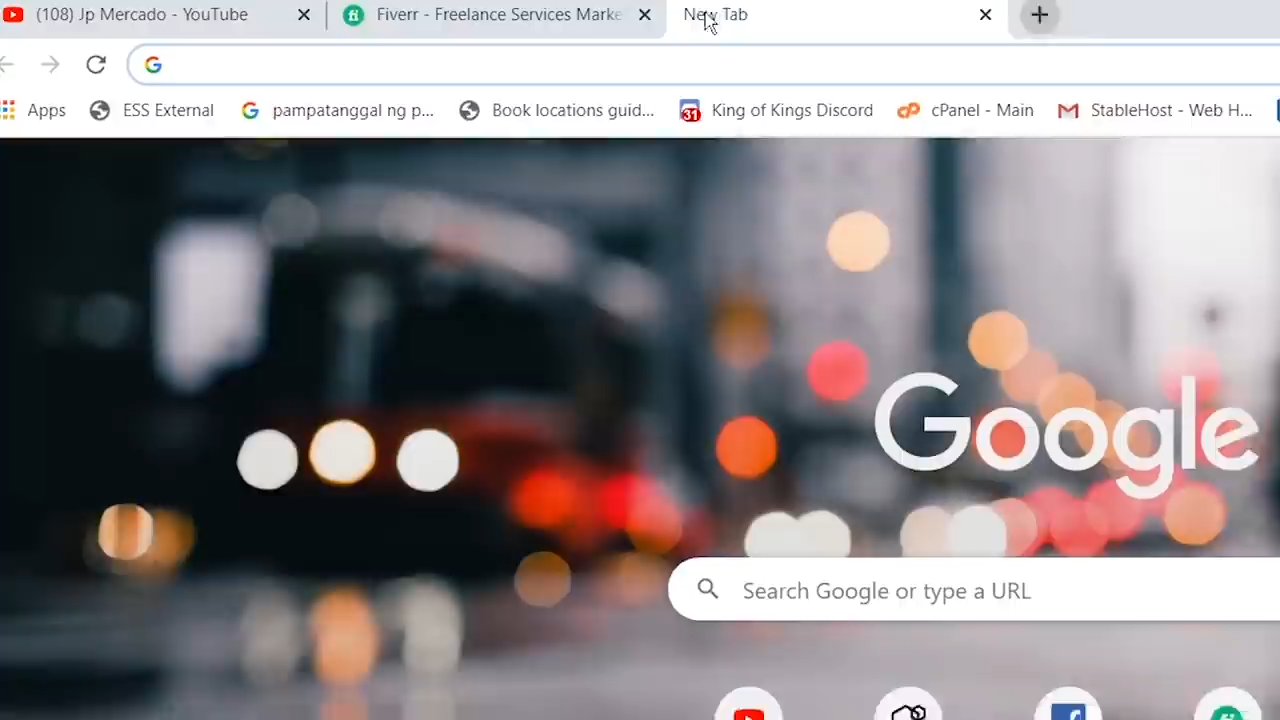 (108) Jp Mercado - YouTube
Fiverr - Freelance Services Marke
New Tab
Apps
ESS External
pampatanggal ng p...
Book locations guid...
31
King of Kings Discord
cPanel - Main
StableHost - Web H...
Google
Search Google or type a URL